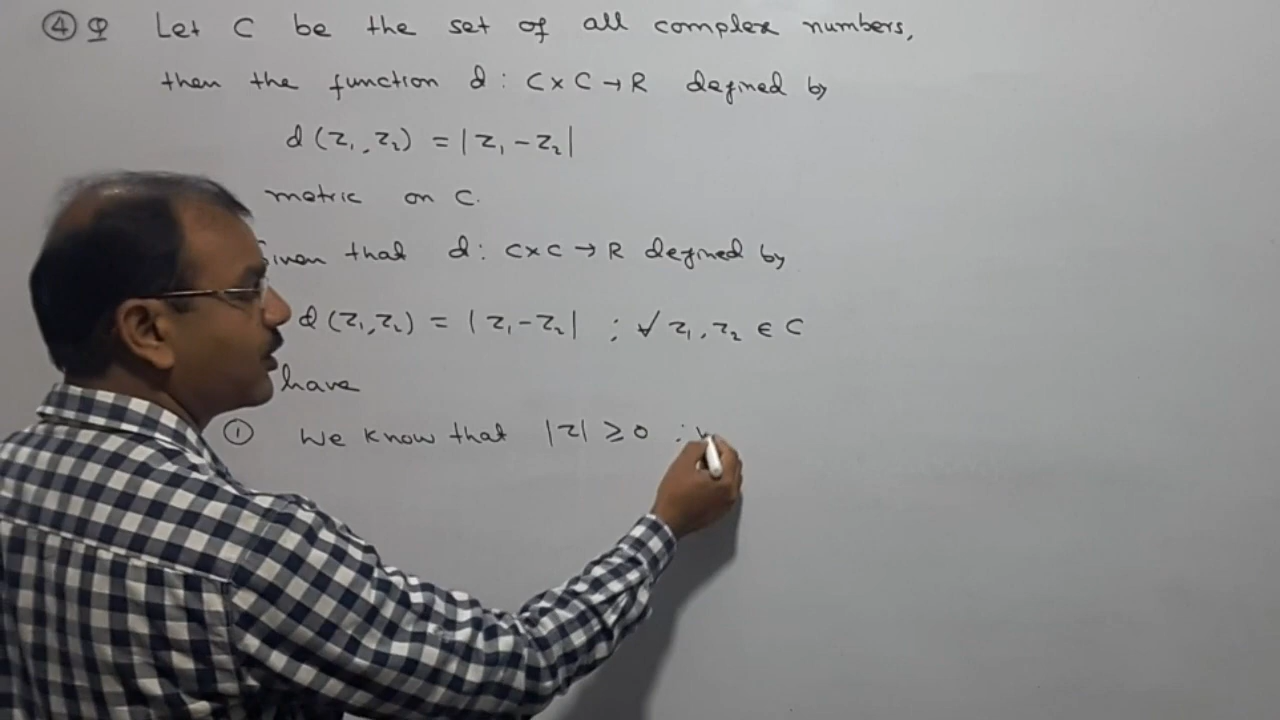 ④ Q Let C be the set of all complex numbers,
then the function d : C×C→R defined by
d(z₁,z₂) = |z₁-z₂|
metric on C.
that d : C×C→R defined by
d(z₁,z₂) = |z₁-z₂| ; ∀ z₁,z₂ ∈ C
have
① We know that |z| ≥ 0 ;